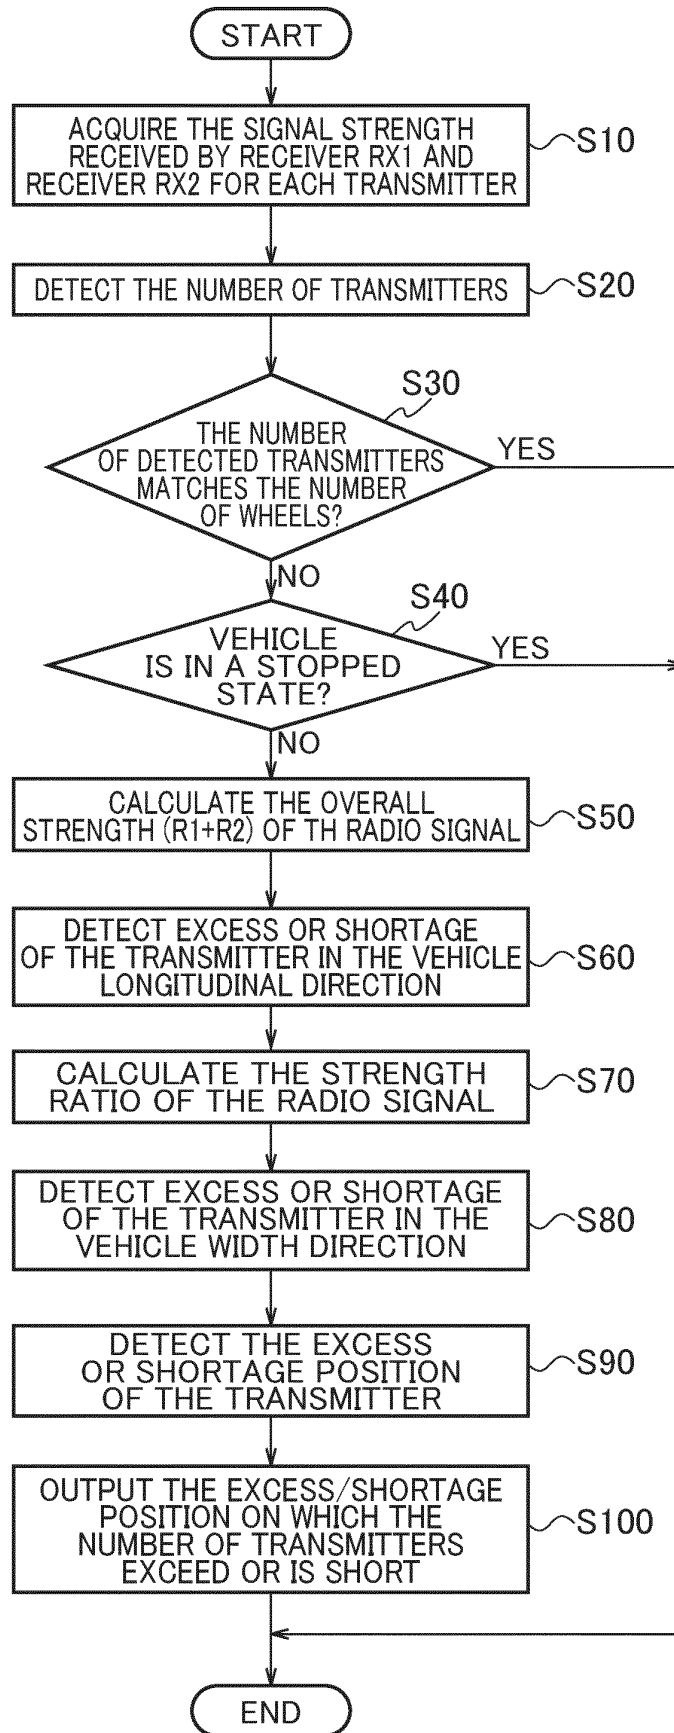 START
ACQUIRE THE SIGNAL STRENGTH
RECEIVED BY RECEIVER RX1 AND
RECEIVER RX2 FOR EACH TRANSMITTER
S10
DETECT THE NUMBER OF TRANSMITTERS
S20
S30
THE NUMBER
OF DETECTED TRANSMITTERS
MATCHES THE NUMBER
OF WHEELS?
YES
NO
S40
VEHICLE
IS IN A STOPPED
STATE?
YES
NO
CALCULATE THE OVERALL
STRENGTH (R1+R2) OF TH RADIO SIGNAL
S50
DETECT EXCESS OR SHORTAGE
OF THE TRANSMITTER IN THE VEHICLE
LONGITUDINAL DIRECTION
S60
CALCULATE THE STRENGTH
RATIO OF THE RADIO SIGNAL
S70
DETECT EXCESS OR SHORTAGE
OF THE TRANSMITTER IN THE
VEHICLE WIDTH DIRECTION
S80
DETECT THE EXCESS
OR SHORTAGE POSITION
OF THE TRANSMITTER
S90
OUTPUT THE EXCESS/SHORTAGE
POSITION ON WHICH THE
NUMBER OF TRANSMITTERS
EXCEED OR IS SHORT
S100
END